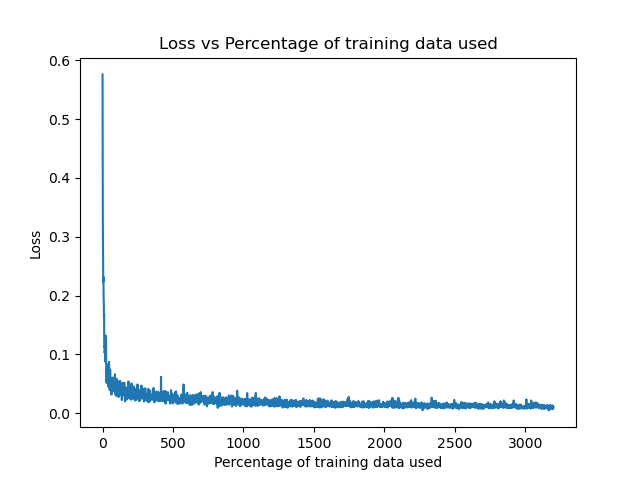 Loss vs Percentage of training data used
0.6
0.5
0.4
0.3
0.2
0.1
0.0
Loss
0 500 1000 1500 2000 2500 3000
Percentage of training data used